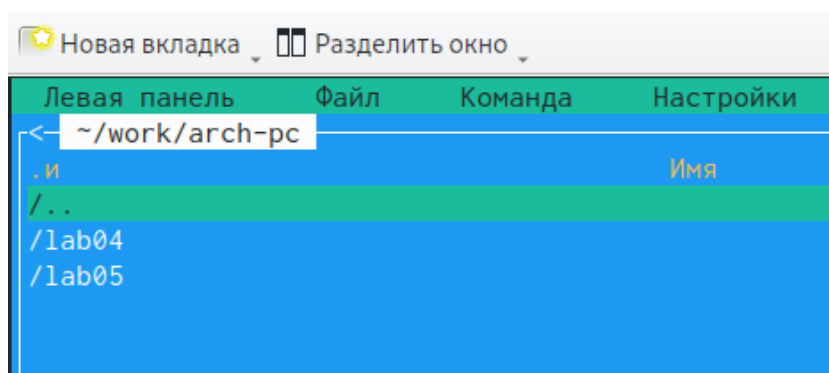 Новая вкладка Разделить окно
Левая панель Файл Команда Настройки
<─ ~/work/arch-pc
.и Имя
/..
/lab04
/lab05